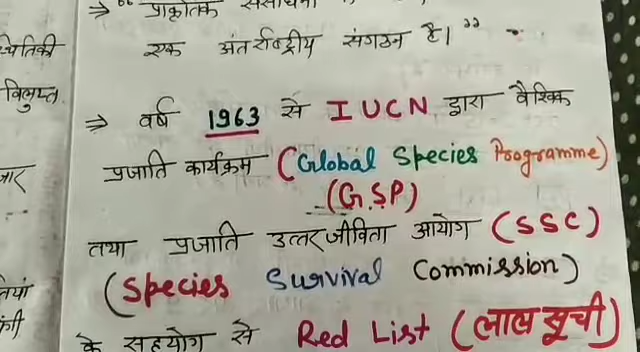 ⇒ " प्राकृतिक संसाधनों
एक अंतर्राष्ट्रीय संगठन है। "
⇒ वर्ष 1963 से IUCN द्वारा वैश्विक
प्रजाति कार्यक्रम (Global Species Programme)
(G.S.P)
तथा प्रजाति उत्तरजीविता आयोग (SSC)
(Species Survival Commission)
के सहयोग से Red List (लाल सूची)
विलुप्त